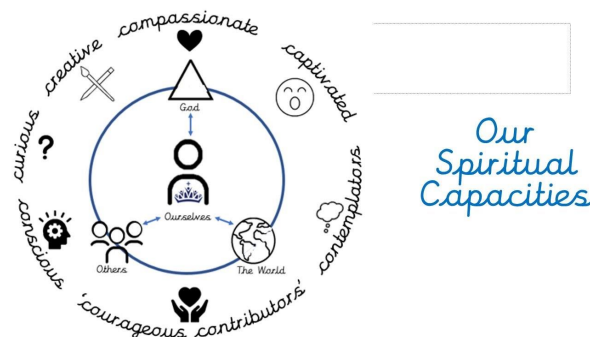 compassionate
creative
captivated
curious
contemplators
conscious
'courageous contributors'
God
Ourselves
Others
The World
?
Our
Spiritual
Capacities